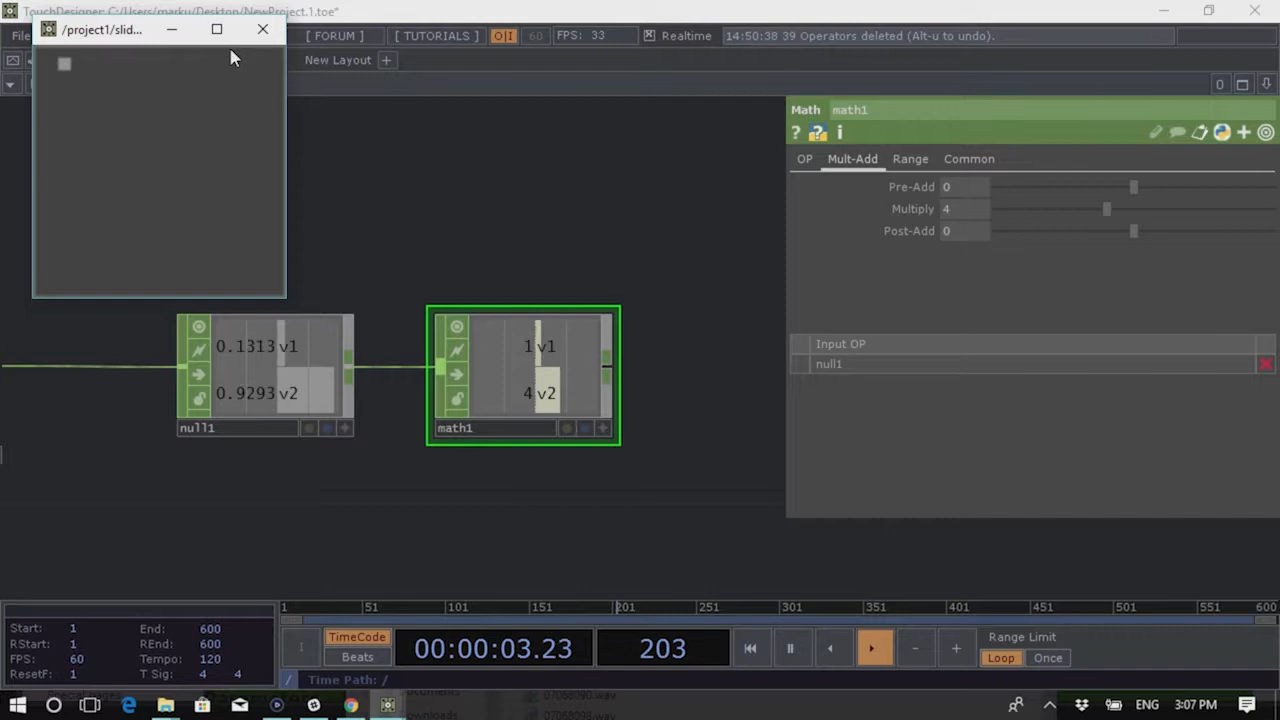 TouchDesigner: C:/Users/marku/Desktop/NewProject.1.toe*
/project1/slid...
File
[ FORUM ]
[ TUTORIALS ]
O|I
60
FPS: 33
Realtime
14:50:38 39 Operators deleted (Alt-u to undo).
New Layout +
0
Math math1
? ? i
OP Mult-Add Range Common
Pre-Add 0
Multiply 4
Post-Add 0
Input OP
null1
0.1313 v1
0.9293 v2
null1
1 v1
4 v2
math1
1 51 101 151 201 251 301 351 401 451 501 551 600
Start: 1 End: 600
RStart: 1 REnd: 600
FPS: 60 Tempo: 120
ResetF: 1 T Sig: 4 4
TimeCode
Beats
00:00:03.23
203
Range Limit
Loop Once
/ Time Path: /
ENG
3:07 PM